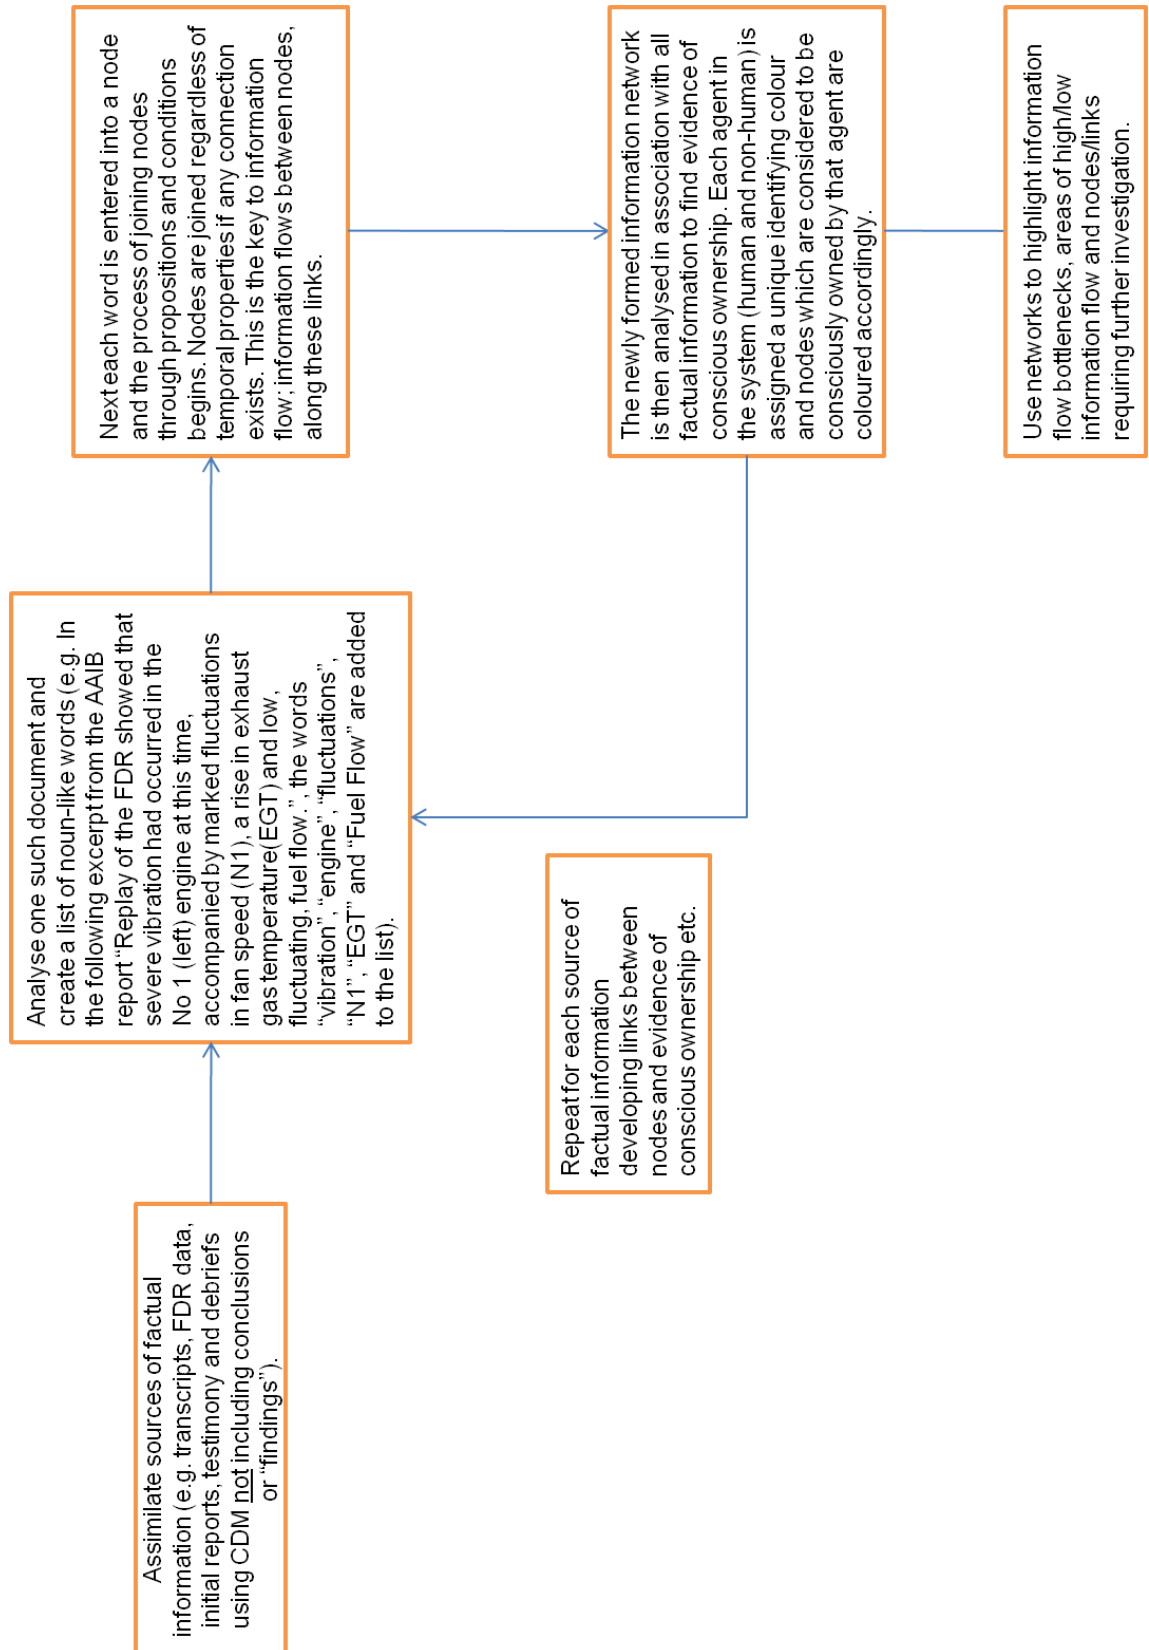 Assimilate sources of factual
information (e.g. transcripts, FDR data,
initial reports, testimony and debriefs
using CDM not including conclusions
or “findings”).
Analyse one such document and
create a list of noun-like words (e.g. In
the following excerpt from the AAIB
report “Replay of the FDR showed that
severe vibration had occurred in the
No 1 (left) engine at this time,
accompanied by marked fluctuations
in fan speed (N1), a rise in exhaust
gas temperature(EGT) and low,
fluctuating, fuel flow.”, the words
“vibration”, “engine”, “fluctuations”,
“N1”, “EGT” and “Fuel Flow” are added
to the list).
Next each word is entered into a node
and the process of joining nodes
through propositions and conditions
begins. Nodes are joined regardless of
temporal properties if any connection
exists. This is the key to information
flow; information flows between nodes,
along these links.
The newly formed information network
is then analysed in association with all
factual information to find evidence of
conscious ownership. Each agent in
the system (human and non-human) is
assigned a unique identifying colour
and nodes which are considered to be
consciously owned by that agent are
coloured accordingly.
Repeat for each source of
factual information
developing links between
nodes and evidence of
conscious ownership etc.
Use networks to highlight information
flow bottlenecks, areas of high/low
information flow and nodes/links
requiring further investigation.